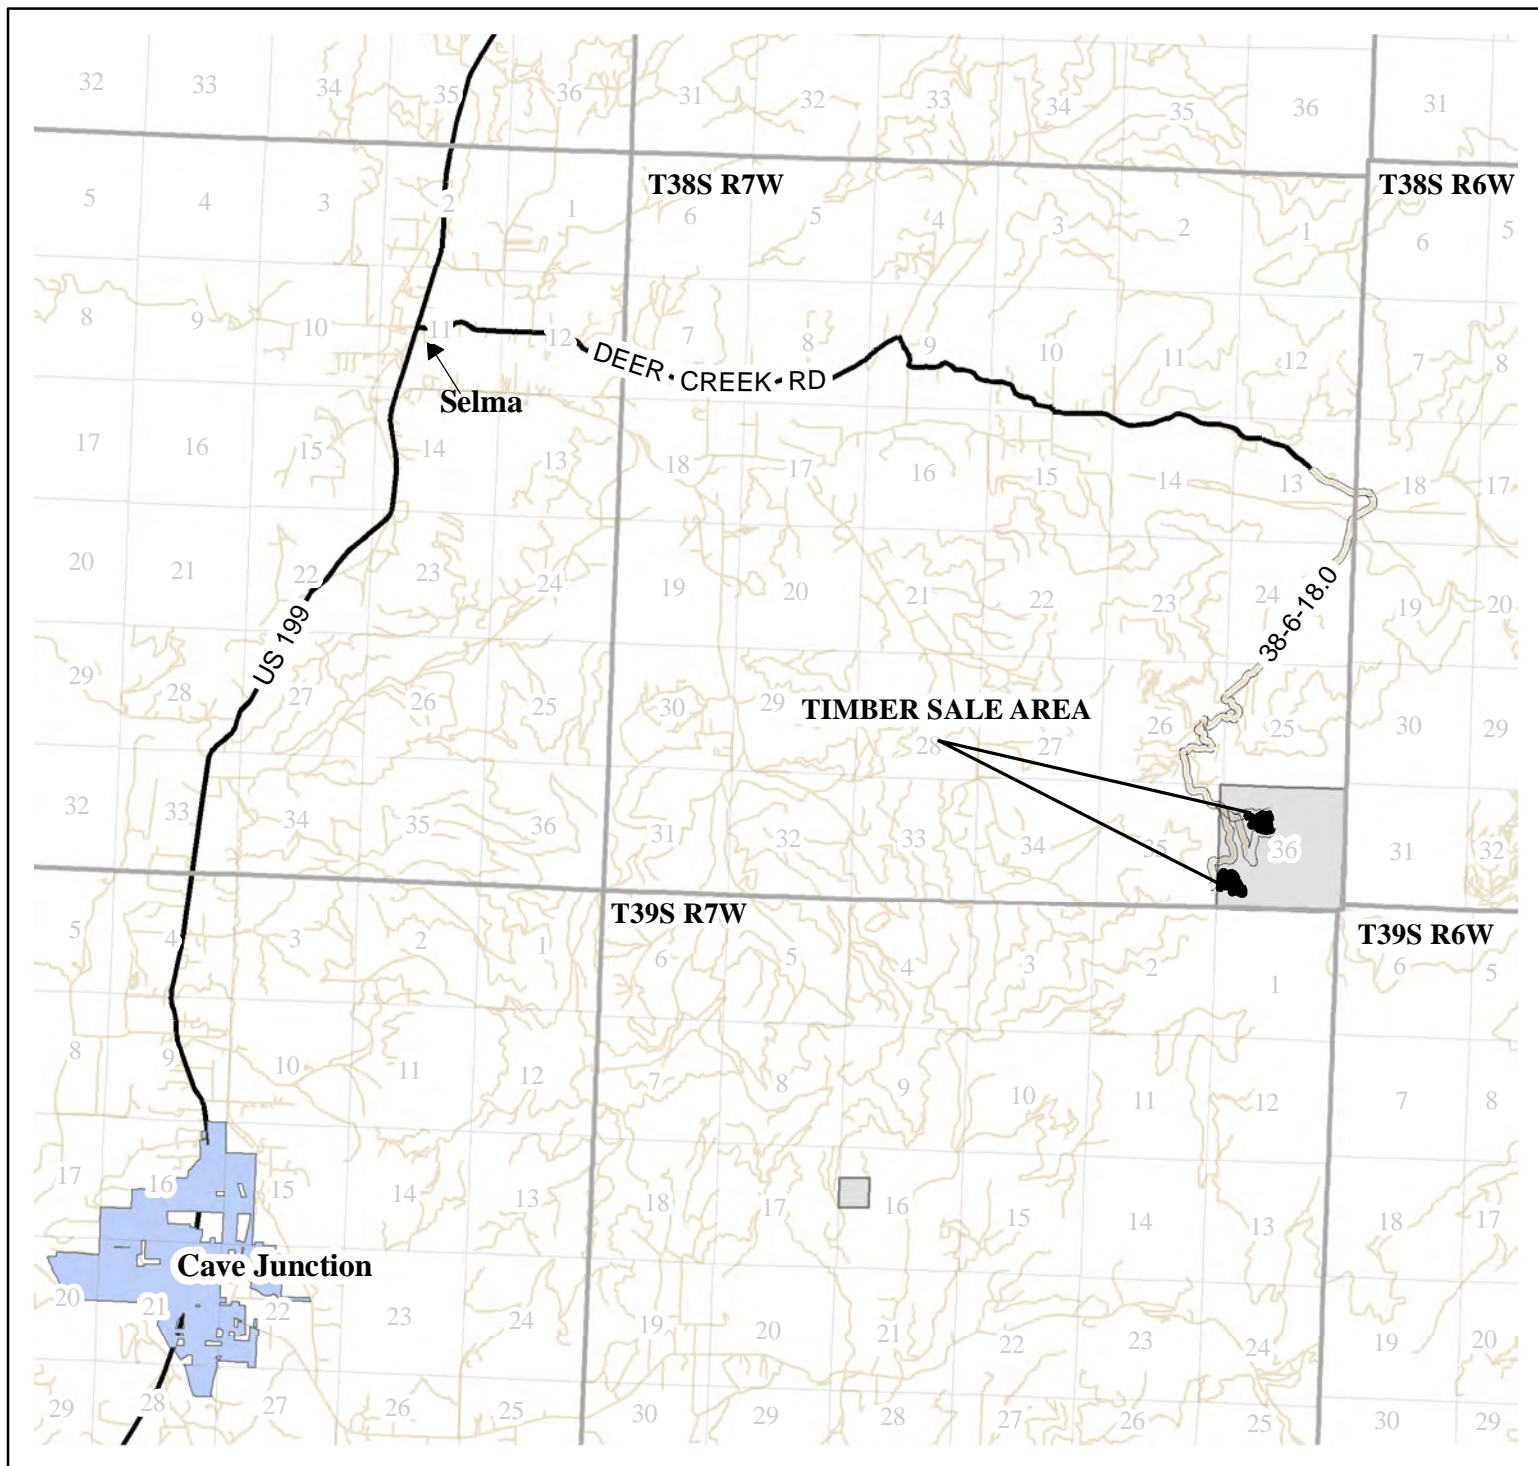 32 33 34 35 36 31 32 33 34 35 36 31
T38S R7W T38S R6W
5 4 3 2 1 6 5 4 3 2 1 6 5
8 9 10 11 12 7 8 9 10 11 12 7 8
DEER CREEK RD
Selma
17 16 15 14 13 18 17 16 15 14 13 18 17
20 21 22 23 24 19 20 21 22 23 24 19 20
38-6-18.0
US 199
29 28 27 26 25 30 29 28 27 26 25 30 29
TIMBER SALE AREA
32 33 34 35 36 31 32 33 34 35 36 31 32
T39S R7W T39S R6W
5 4 3 2 1 6 5 4 3 2 1 6 5
8 9 10 11 12 7 8 9 10 11 12 7 8
17 16 15 14 13 18 17 16 15 14 13 18 17
Cave Junction
20 21 22 23 24 19 20 21 22 23 24 19 20
29 28 27 26 25 30 29 28 27 26 25 30 29